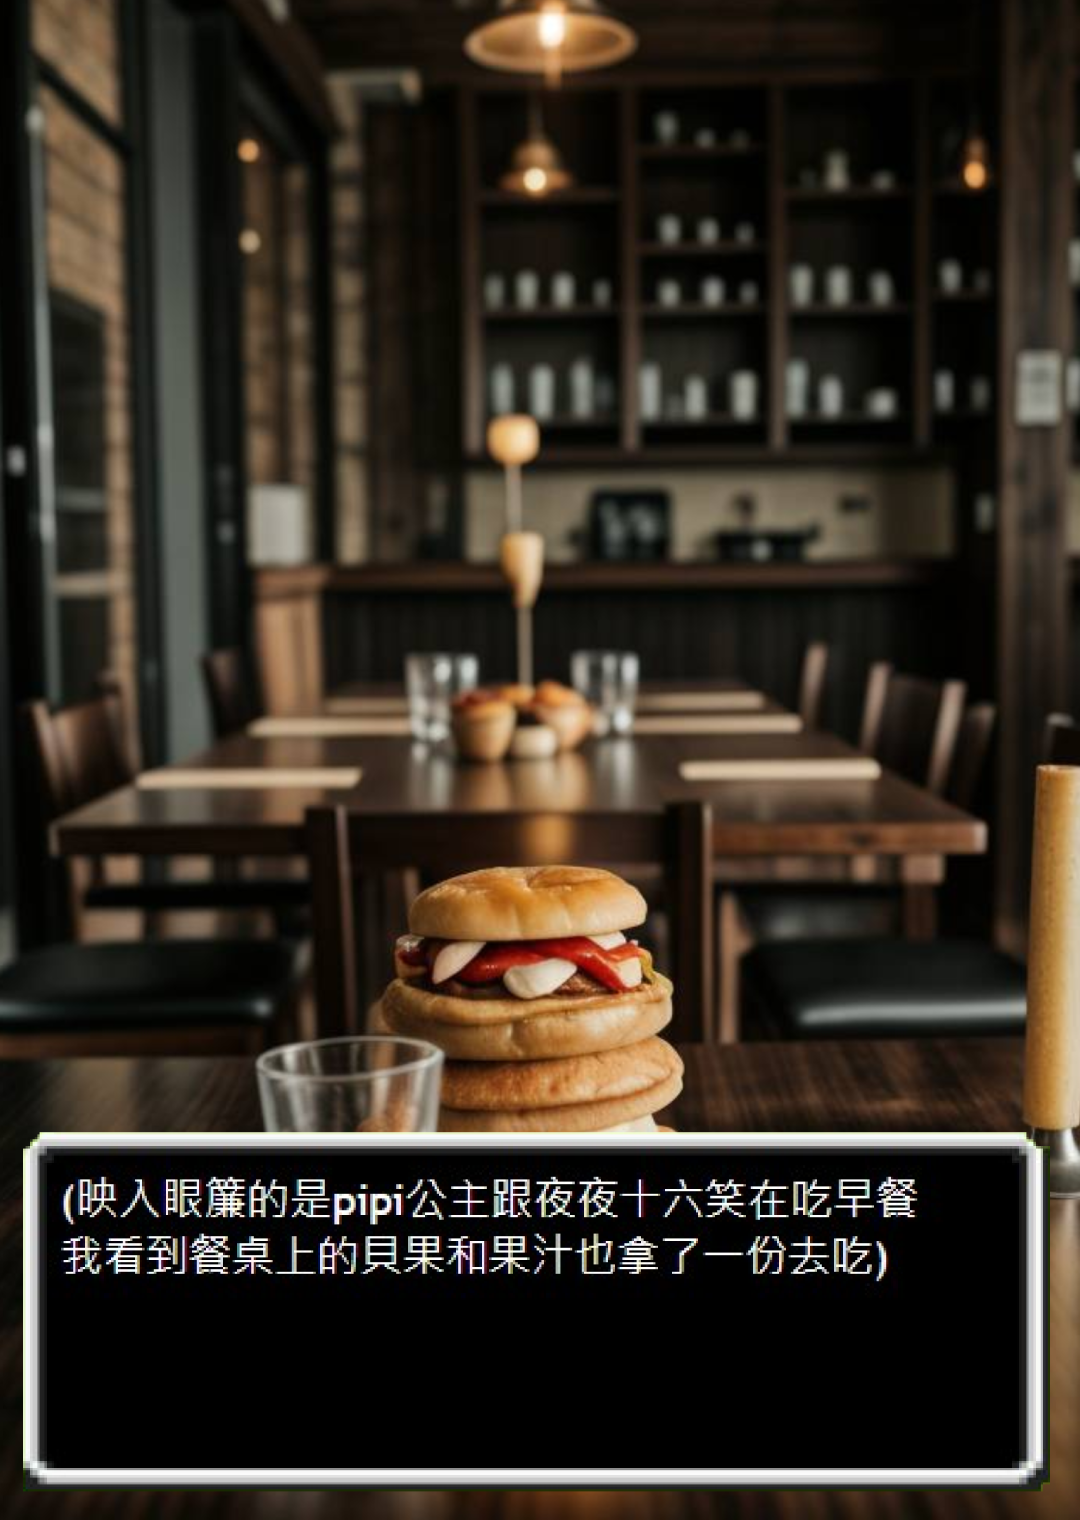 (映入眼簾的是pipi公主跟夜夜十六笑在吃早餐
我看到餐桌上的貝果和果汁也拿了一份去吃)